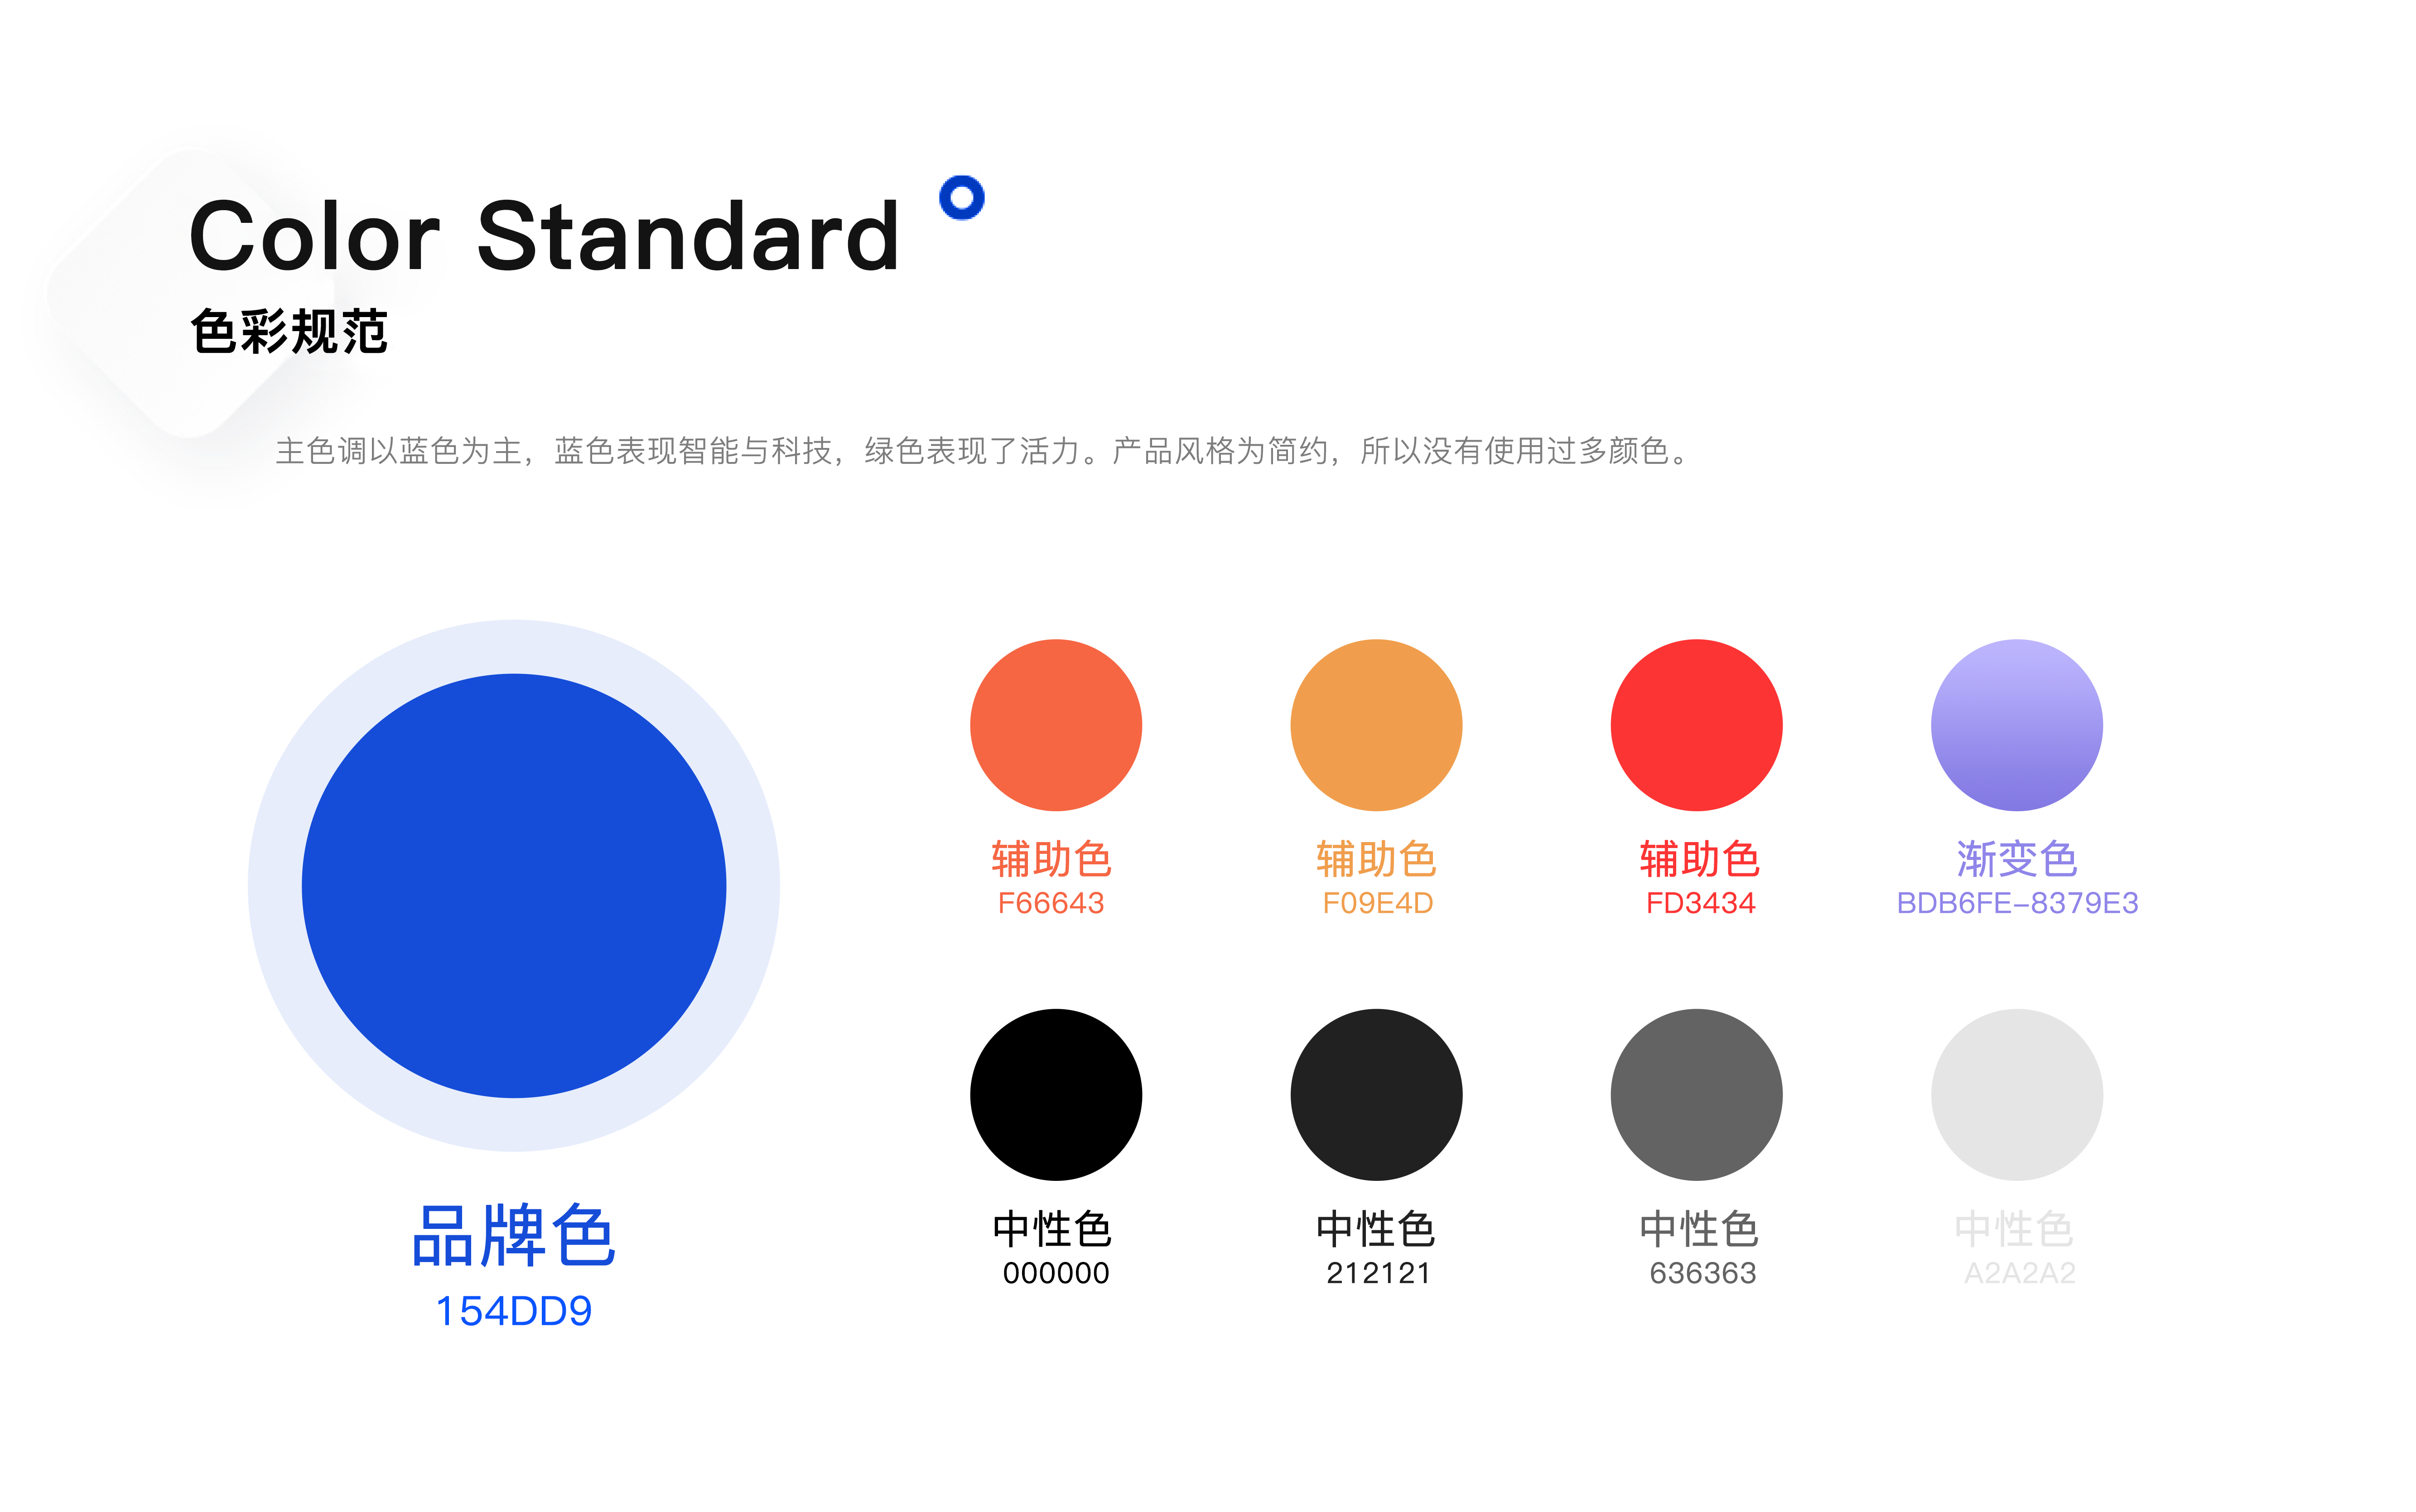 Color Standard
色彩规范
主色调以蓝色为主，蓝色表现智能与科技，绿色表现了活力。产品风格为简约，所以没有使用过多颜色。
辅助色
F66643
辅助色
F09E4D
辅助色
FD3434
渐变色
BDB6FE-8379E3
品牌色
154DD9
中性色
000000
中性色
212121
中性色
636363
中性色
A2A2A2